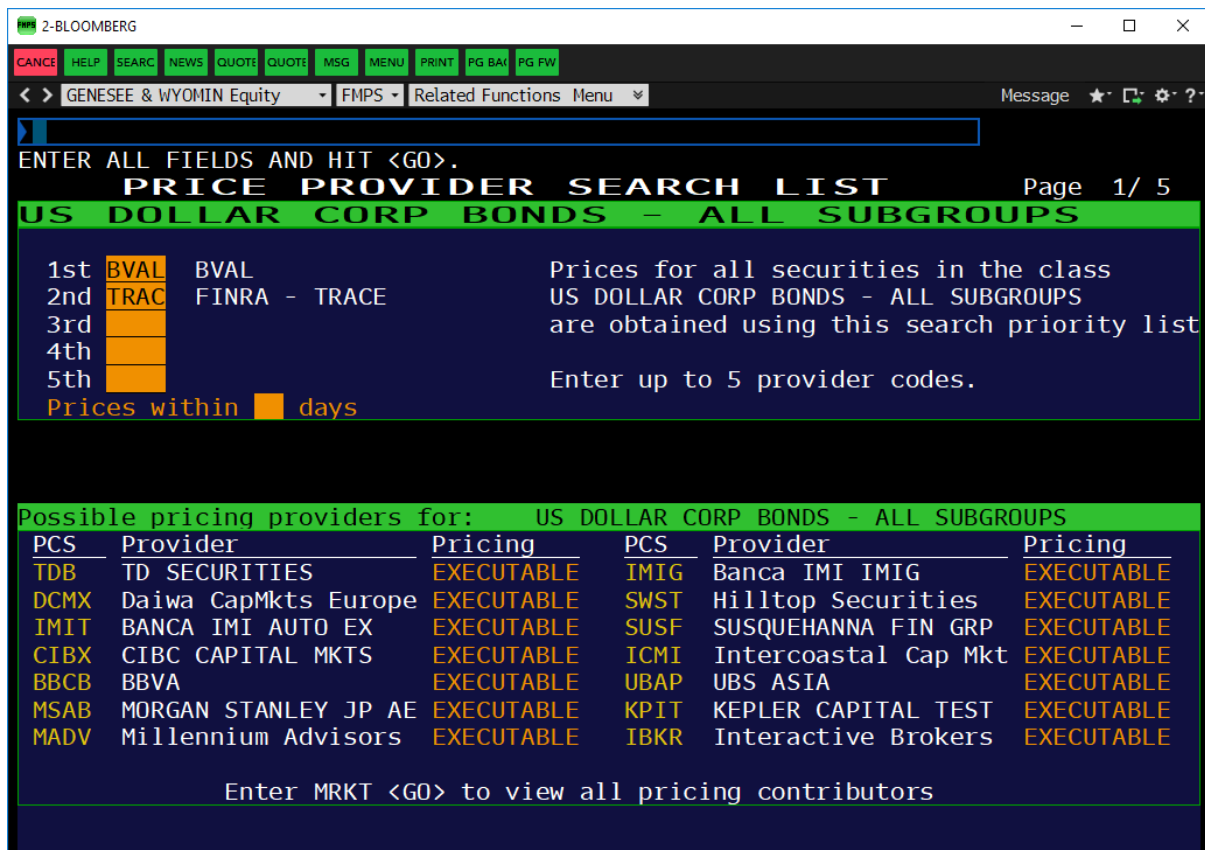 FMPS 2-BLOOMBERG
CANCE HELP SEARC NEWS QUOTE QUOTE MSG MENU PRINT PG BA PG FW
< > GENESEE & WYOMIN Equity FMPS Related Functions Menu Message ?
ENTER ALL FIELDS AND HIT <GO>.
PRICE PROVIDER SEARCH LIST Page 1/ 5
US DOLLAR CORP BONDS - ALL SUBGROUPS
1st BVAL BVAL Prices for all securities in the class
2nd TRAC FINRA - TRACE US DOLLAR CORP BONDS - ALL SUBGROUPS
3rd are obtained using this search priority list
4th
5th Enter up to 5 provider codes.
Prices within days
Possible pricing providers for: US DOLLAR CORP BONDS - ALL SUBGROUPS
PCS Provider Pricing PCS Provider Pricing
TDB TD SECURITIES EXECUTABLE IMIG Banca IMI IMIG EXECUTABLE
DCMX Daiwa CapMkts Europe EXECUTABLE SWST Hilltop Securities EXECUTABLE
IMIT BANCA IMI AUTO EX EXECUTABLE SUSF SUSQUEHANNA FIN GRP EXECUTABLE
CIBX CIBC CAPITAL MKTS EXECUTABLE ICMI Intercoastal Cap Mkt EXECUTABLE
BBCB BBVA EXECUTABLE UBAP UBS ASIA EXECUTABLE
MSAB MORGAN STANLEY JP AE EXECUTABLE KPIT KEPLER CAPITAL TEST EXECUTABLE
MADV Millennium Advisors EXECUTABLE IBKR Interactive Brokers EXECUTABLE
Enter MRKT <GO> to view all pricing contributors